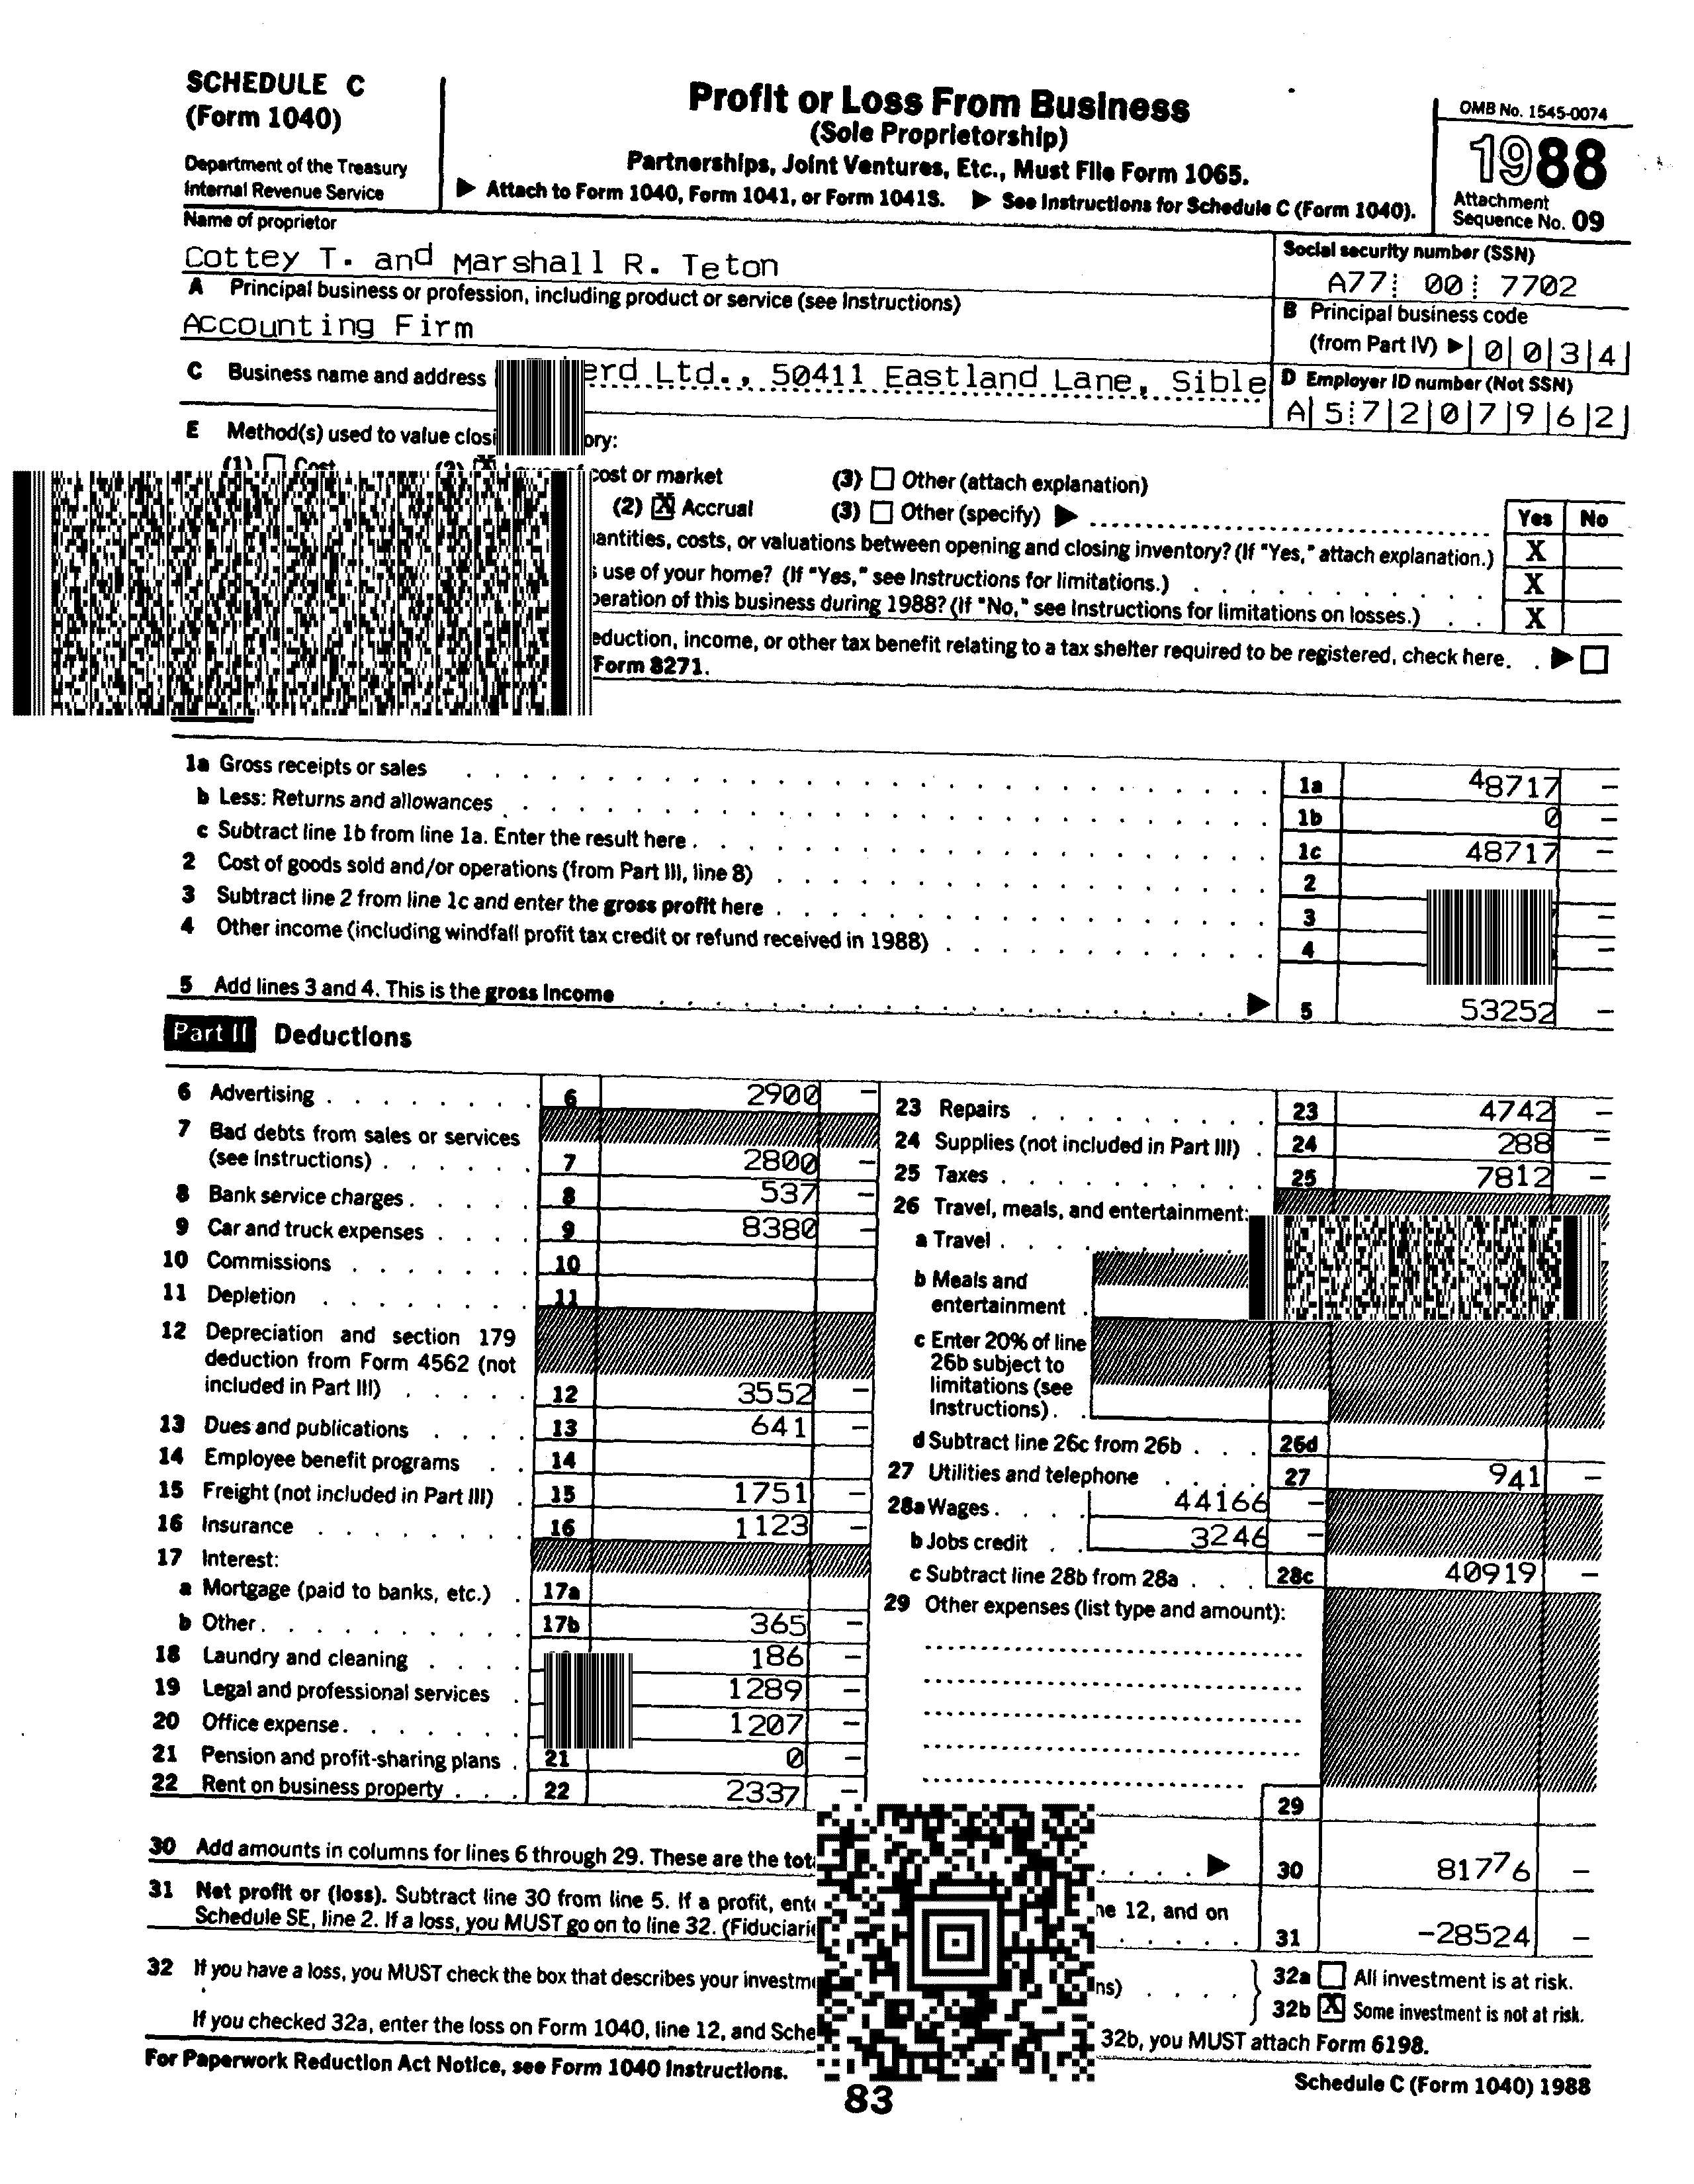 SCHEDULE C
(Form 1040)
Department of the Treasury
Internal Revenue Service
Profit or Loss From Business
(Sole Proprietorship)
Partnerships, Joint Ventures, Etc., Must File Form 1065.
▶ Attach to Form 1040, Form 1041, or Form 1041S. ▶ See Instructions for Schedule C (Form 1040).
OMB No. 1545-0074
1988
Attachment
Sequence No. 09
Name of proprietor
Cottey T. and Marshall R. Teton
Social security number (SSN)
A77 00 7702
A Principal business or profession, including product or service (see Instructions)
Accounting Firm
B Principal business code
(from Part IV) ▶ 0 0 3 4
C Business name and address erd Ltd., 50411 Eastland Lane, Sible
D Employer ID number (Not SSN)
A 5 7 2 0 7 9 6 2
E Method(s) used to value closi ory:
(1) Cost (2) X cost or market (3) Other (attach explanation)
(2) X Accrual (3) Other (specify) ▶
Yes No
antities, costs, or valuations between opening and closing inventory? (If "Yes," attach explanation.) X
use of your home? (If "Yes," see Instructions for limitations.) X
peration of this business during 1988? (If "No," see Instructions for limitations on losses.) X
eduction, income, or other tax benefit relating to a tax shelter required to be registered, check here. ▶
Form 8271.
1a Gross receipts or sales 1a 48717 –
b Less: Returns and allowances 1b 0 –
c Subtract line 1b from line 1a. Enter the result here 1c 48717 –
2 Cost of goods sold and/or operations (from Part III, line 8) 2
3 Subtract line 2 from line 1c and enter the gross profit here 3 –
4 Other income (including windfall profit tax credit or refund received in 1988) 4 –
5 Add lines 3 and 4. This is the gross income ▶ 5 53252 –
Part II Deductions
6 Advertising 6 2900 –
7 Bad debts from sales or services
(see Instructions) 7 2800 –
8 Bank service charges 8 537 –
9 Car and truck expenses 9 8380 –
10 Commissions 10
11 Depletion 11
12 Depreciation and section 179
deduction from Form 4562 (not
included in Part III) 12 3552 –
13 Dues and publications 13 641 –
14 Employee benefit programs 14
15 Freight (not included in Part III) 15 1751 –
16 Insurance 16 1123 –
17 Interest:
a Mortgage (paid to banks, etc.) 17a
b Other 17b 365 –
18 Laundry and cleaning 186 –
19 Legal and professional services 1289 –
20 Office expense 1207 –
21 Pension and profit-sharing plans 21 0 –
22 Rent on business property 22 2337 –
23 Repairs 23 4742 –
24 Supplies (not included in Part III) 24 288 –
25 Taxes 25 7812 –
26 Travel, meals, and entertainment:
a Travel
b Meals and
entertainment
c Enter 20% of line
26b subject to
limitations (see
Instructions)
d Subtract line 26c from 26b 26d
27 Utilities and telephone 27 941 –
28a Wages 44166 –
b Jobs credit 3246 –
c Subtract line 28b from 28a 28c 40919 –
29 Other expenses (list type and amount):
29
30 Add amounts in columns for lines 6 through 29. These are the tot ▶ 30 81776 –
31 Net profit or (loss). Subtract line 30 from line 5. If a profit, ent ne 12, and on
Schedule SE, line 2. If a loss, you MUST go on to line 32. (Fiduciari 31 -28524 –
32 If you have a loss, you MUST check the box that describes your investm ns)
32a All investment is at risk.
32b X Some investment is not at risk.
If you checked 32a, enter the loss on Form 1040, line 12, and Sche 32b, you MUST attach Form 6198.
For Paperwork Reduction Act Notice, see Form 1040 Instructions.
Schedule C (Form 1040) 1988
83